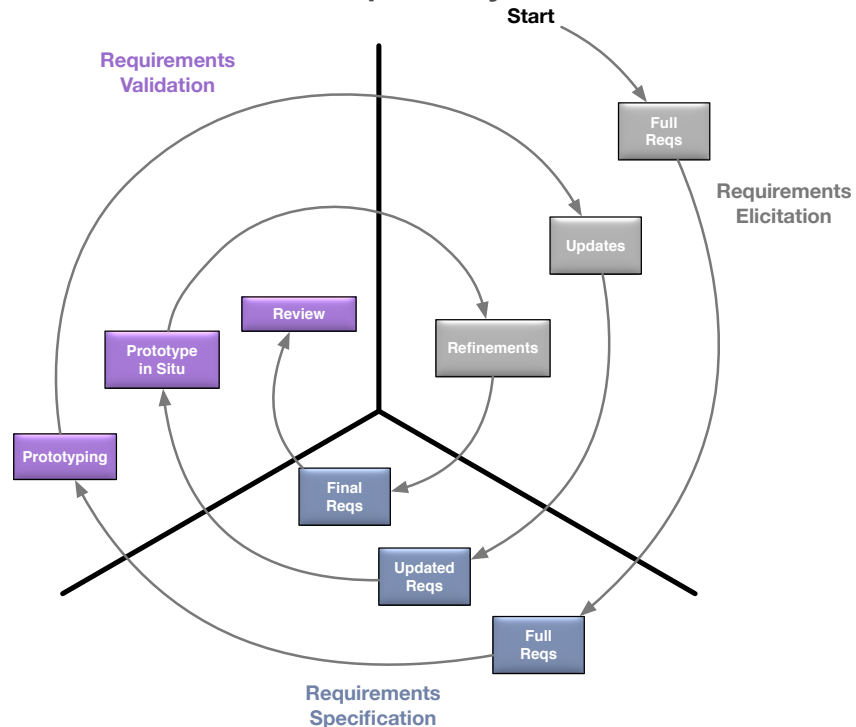 Start
Requirements
Validation
Full
Reqs
Requirements
Elicitation
Updates
Review
Refinements
Prototype
in Situ
Prototyping
Final
Reqs
Updated
Reqs
Full
Reqs
Requirements
Specification